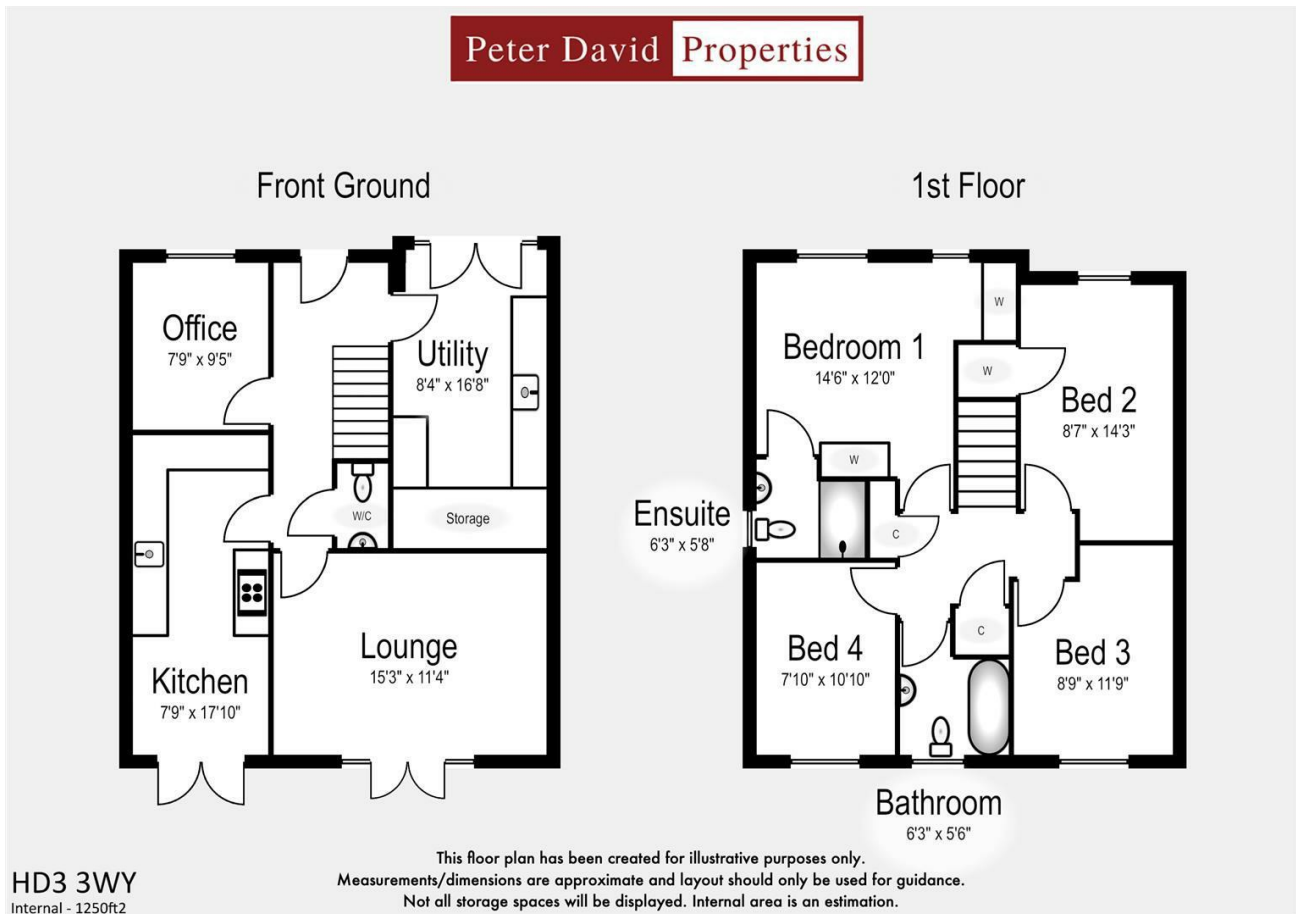 Peter David Properties
Front Ground
1st Floor
Office
7'9" x 9'5"
Utility
8'4" x 16'8"
W/C
Storage
Lounge
15'3" x 11'4"
Kitchen
7'9" x 17'10"
Bedroom 1
14'6" x 12'0"
W
W
Bed 2
8'7" x 14'3"
W
Ensuite
6'3" x 5'8"
C
C
Bed 4
7'10" x 10'10"
Bed 3
8'9" x 11'9"
Bathroom
6'3" x 5'6"
This floor plan has been created for illustrative purposes only.
Measurements/dimensions are approximate and layout should only be used for guidance.
Not all storage spaces will be displayed. Internal area is an estimation.
HD3 3WY
Internal - 1250ft2